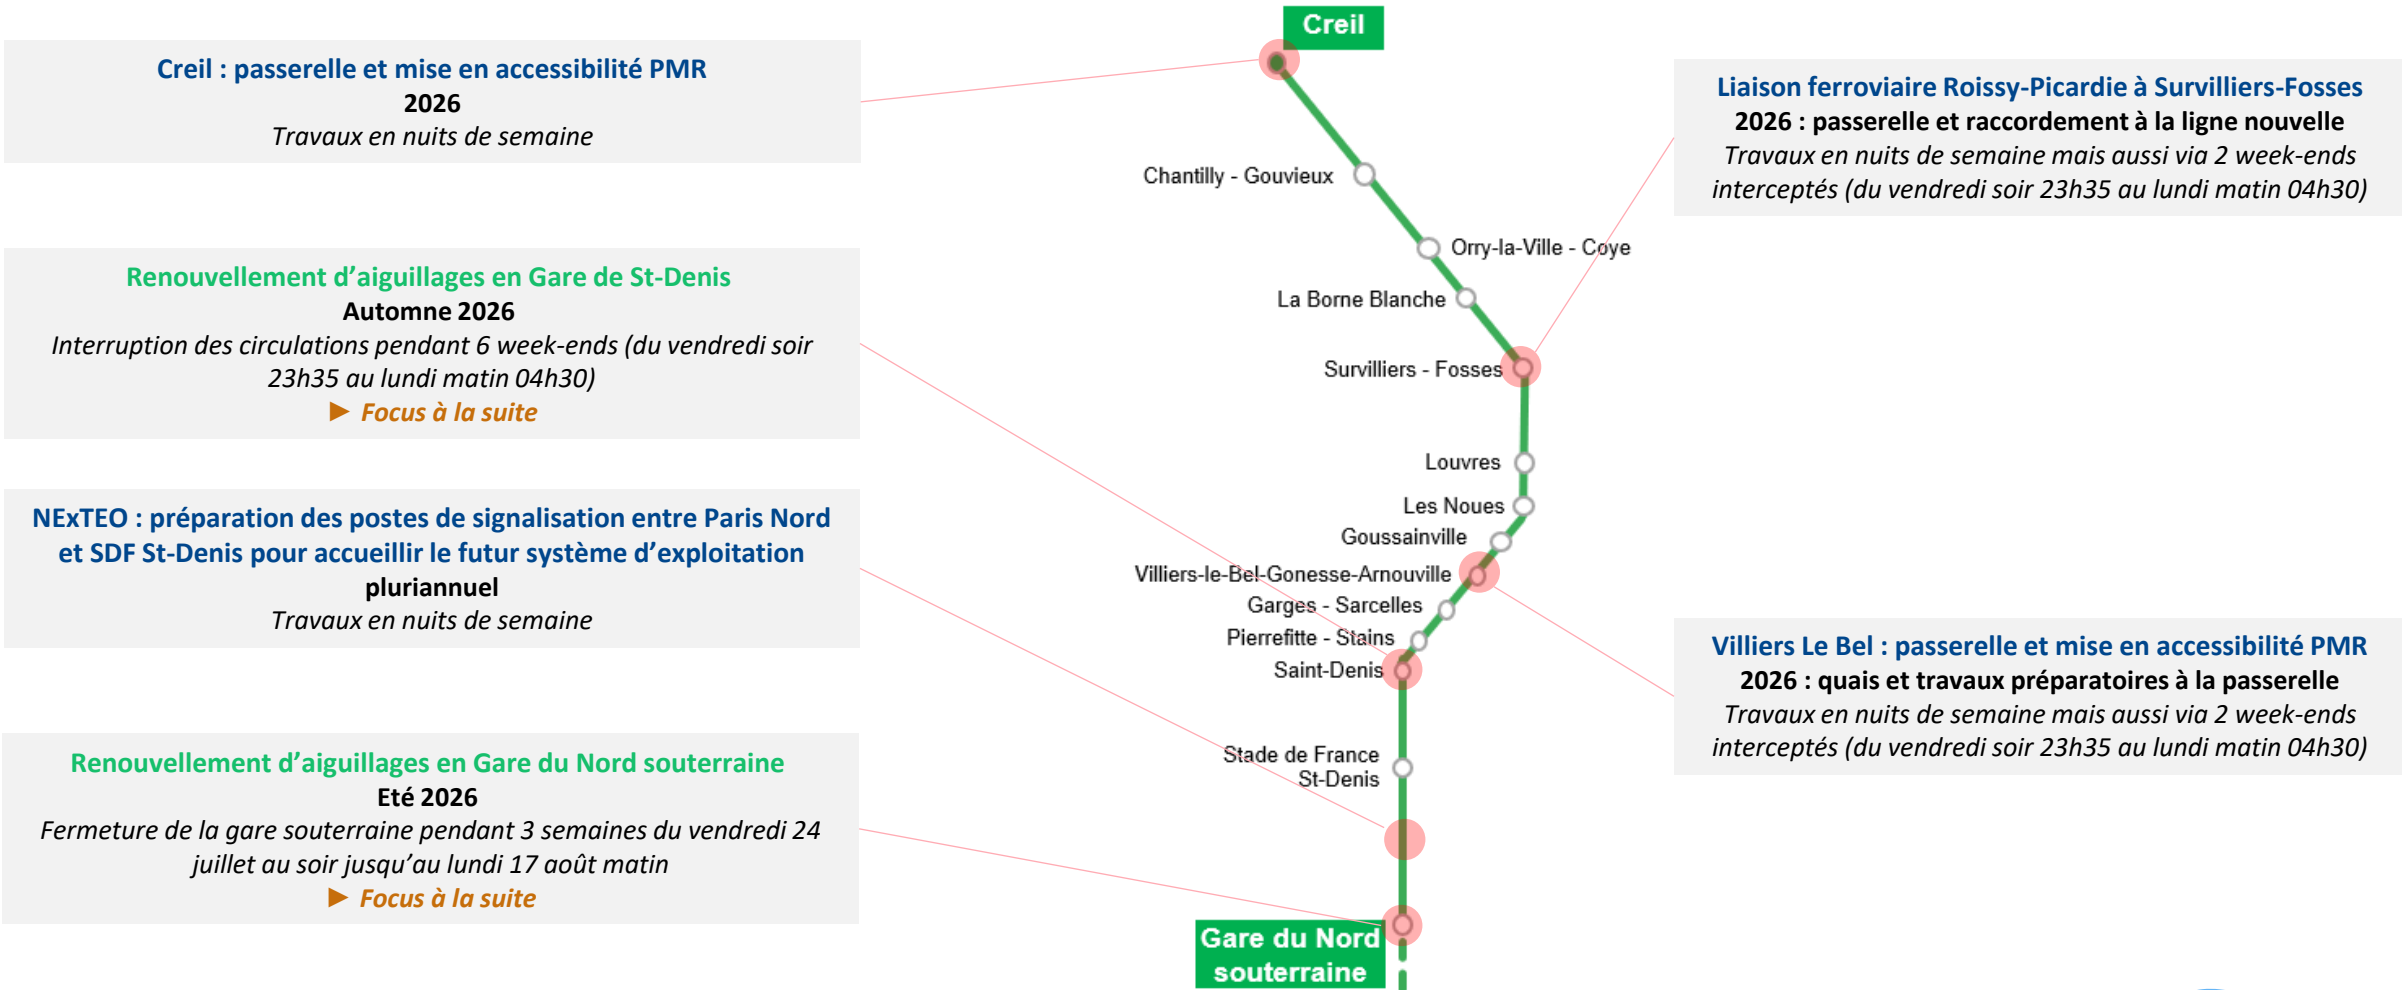 Creil : passerelle et mise en accessibilité PMR
2026
Travaux en nuits de semaine
Renouvellement d’aiguillages en Gare de St-Denis
Automne 2026
Interruption des circulations pendant 6 week-ends (du vendredi soir
23h35 au lundi matin 04h30)
► Focus à la suite
NExTEO : préparation des postes de signalisation entre Paris Nord
et SDF St-Denis pour accueillir le futur système d’exploitation
pluriannuel
Travaux en nuits de semaine
Renouvellement d’aiguillages en Gare du Nord souterraine
Eté 2026
Fermeture de la gare souterraine pendant 3 semaines du vendredi 24
juillet au soir jusqu’au lundi 17 août matin
► Focus à la suite
Creil
Chantilly - Gouvieux
Orry-la-Ville - Coye
La Borne Blanche
Survilliers - Fosses
Louvres
Les Noues
Goussainville
Villiers-le-Bel-Gonesse-Arnouville
Garges - Sarcelles
Pierrefitte - Stains
Saint-Denis
Stade de France
St-Denis
Gare du Nord
souterraine
Liaison ferroviaire Roissy-Picardie à Survilliers-Fosses
2026 : passerelle et raccordement à la ligne nouvelle
Travaux en nuits de semaine mais aussi via 2 week-ends
interceptés (du vendredi soir 23h35 au lundi matin 04h30)
Villiers Le Bel : passerelle et mise en accessibilité PMR
2026 : quais et travaux préparatoires à la passerelle
Travaux en nuits de semaine mais aussi via 2 week-ends
interceptés (du vendredi soir 23h35 au lundi matin 04h30)